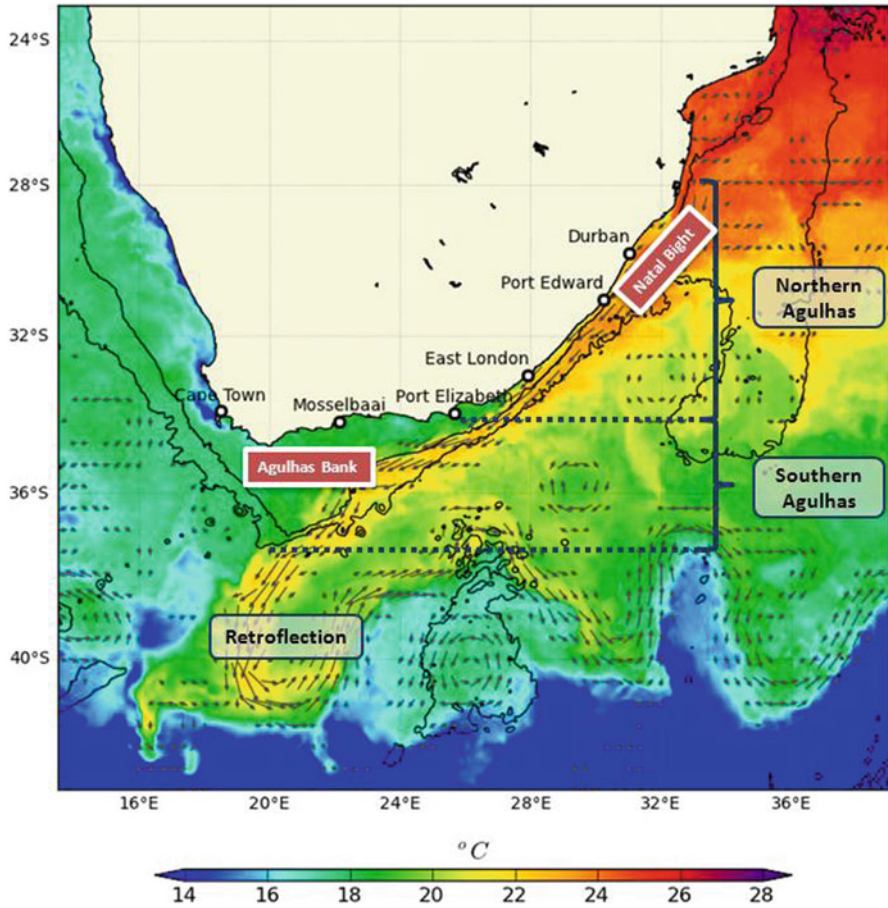 24°S
28°S
32°S
36°S
40°S
Durban
Natal Bight
Port Edward
Northern
Agulhas
East London
Cape Town
Mosselbaai
Port Elizabeth
Agulhas Bank
Southern
Agulhas
Retroflection
16°E
20°E
24°E
28°E
32°E
36°E
°C
14
16
18
20
22
24
26
28